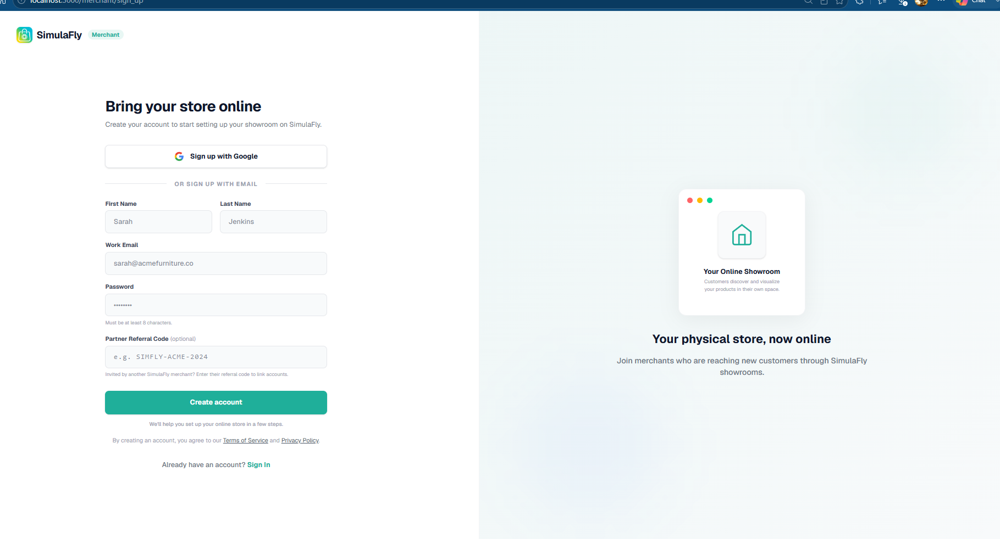 localhost:3000/merchant/sign_up
Chat
SimulaFly
Merchant
Bring your store online
Create your account to start setting up your showroom on SimulaFly.
Sign up with Google
OR SIGN UP WITH EMAIL
First Name
Last Name
Sarah
Jenkins
Work Email
sarah@acmefurniture.co
Password
••••••••
Must be at least 8 characters.
Partner Referral Code (optional)
e.g. SIMFLY-ACME-2024
Invited by another SimulaFly merchant? Enter their referral code to link accounts.
Create account
We'll help you set up your online store in a few steps.
By creating an account, you agree to our Terms of Service and Privacy Policy.
Already have an account? Sign In
Your Online Showroom
Customers discover and visualize
your products in their own space.
Your physical store, now online
Join merchants who are reaching new customers through SimulaFly
showrooms.